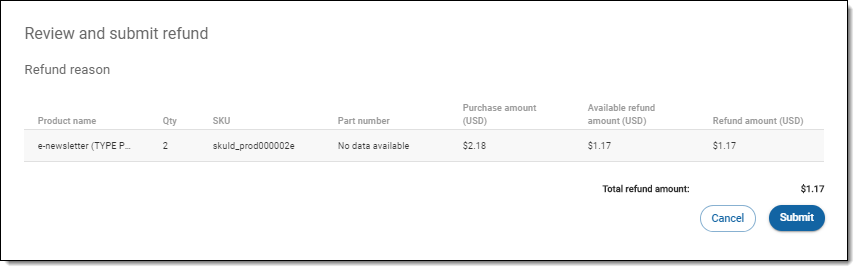 Review and submit refund
Refund reason
Product name Qty SKU Part number Purchase amount (USD) Available refund amount (USD) Refund amount (USD)
e-newsletter (TYPE P... 2 skuld_prod000002e No data available $2.18 $1.17 $1.17
Total refund amount: $1.17
Cancel Submit